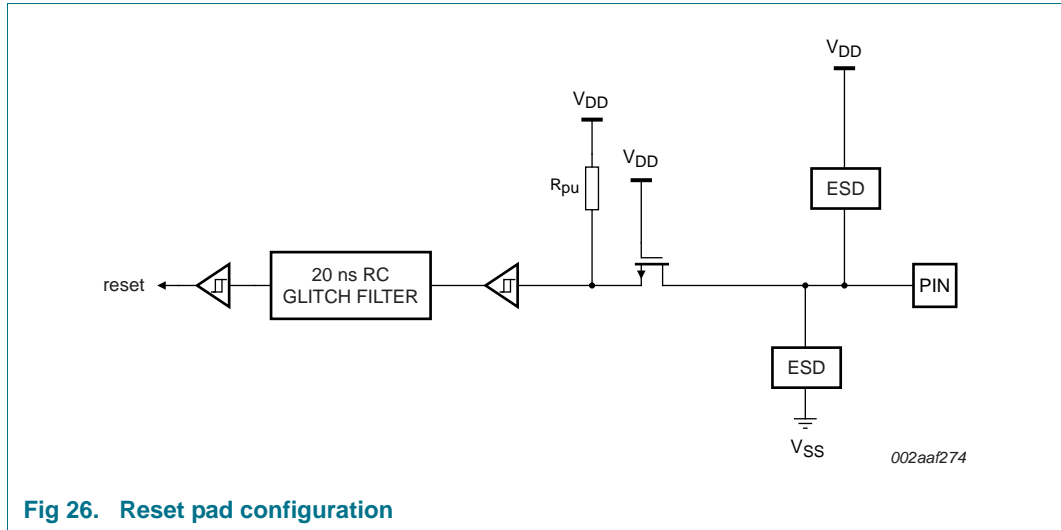 VDD
VDD
VDD
Rpu
ESD
reset
20 ns RC
GLITCH FILTER
PIN
ESD
VSS
002aaf274
Fig 26. Reset pad configuration